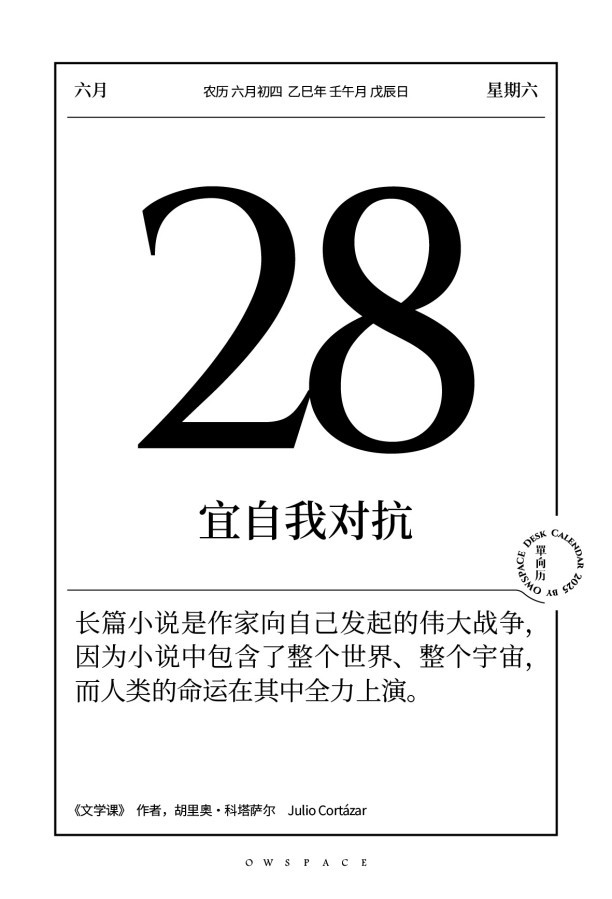 六月 农历 六月初四 乙巳年 壬午月 戊辰日 星期六
28
宜自我对抗
DESK CALENDAR 2025 BY OWSPACE
單向历
长篇小说是作家向自己发起的伟大战争,
因为小说中包含了整个世界、整个宇宙,
而人类的命运在其中全力上演。
《文学课》 作者，胡里奥·科塔萨尔 Julio Cortázar
OWSPACE